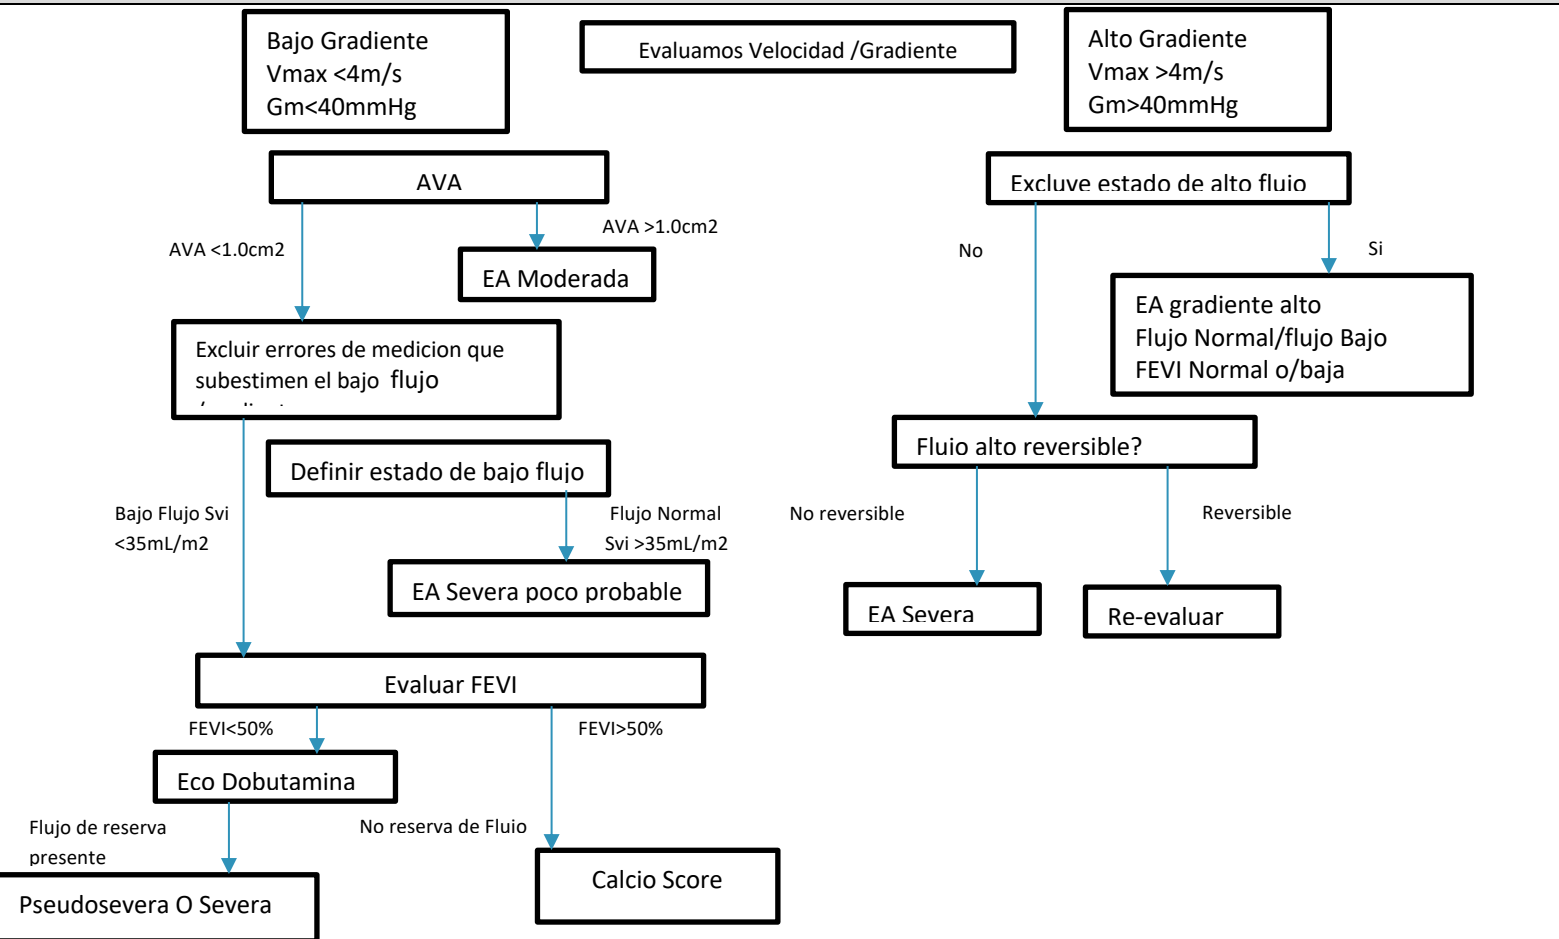 Bajo Gradiente
Vmax <4m/s
Gm<40mmHg
Evaluamos Velocidad /Gradiente
Alto Gradiente
Vmax >4m/s
Gm>40mmHg
AVA
Excluye estado de alto flujo
AVA <1.0cm2
AVA >1.0cm2
No
Si
EA Moderada
EA gradiente alto
Flujo Normal/flujo Bajo
FEVI Normal o/baja
Excluir errores de medicion que
subestimen el bajo flujo
Flujo alto reversible?
Definir estado de bajo flujo
Bajo Flujo Svi
<35mL/m2
Flujo Normal
Svi >35mL/m2
No reversible
Reversible
EA Severa poco probable
EA Severa
Re-evaluar
Evaluar FEVI
FEVI<50%
FEVI>50%
Eco Dobutamina
Flujo de reserva
presente
No reserva de Flujo
Calcio Score
Pseudosevera O Severa